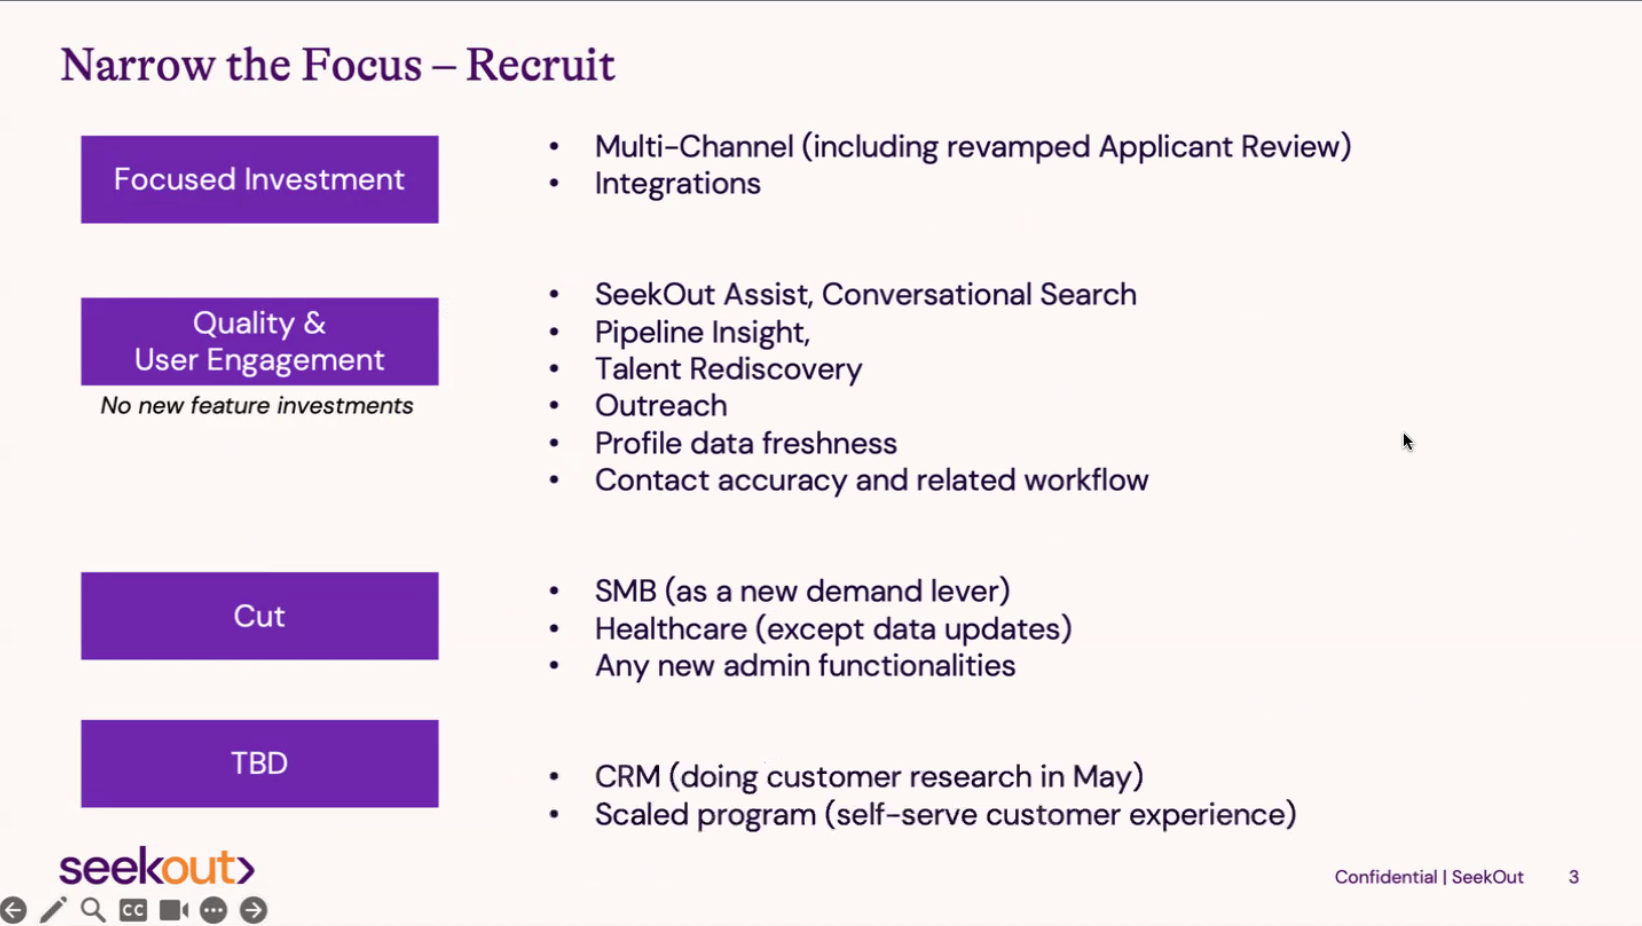 Narrow the Focus – Recruit
Focused Investment
• Multi-Channel (including revamped Applicant Review)
• Integrations
Quality &
User Engagement
No new feature investments
• SeekOut Assist, Conversational Search
• Pipeline Insight,
• Talent Rediscovery
• Outreach
• Profile data freshness
• Contact accuracy and related workflow
Cut
• SMB (as a new demand lever)
• Healthcare (except data updates)
• Any new admin functionalities
TBD
• CRM (doing customer research in May)
• Scaled program (self-serve customer experience)
seekout>
Confidential | SeekOut 3
CC